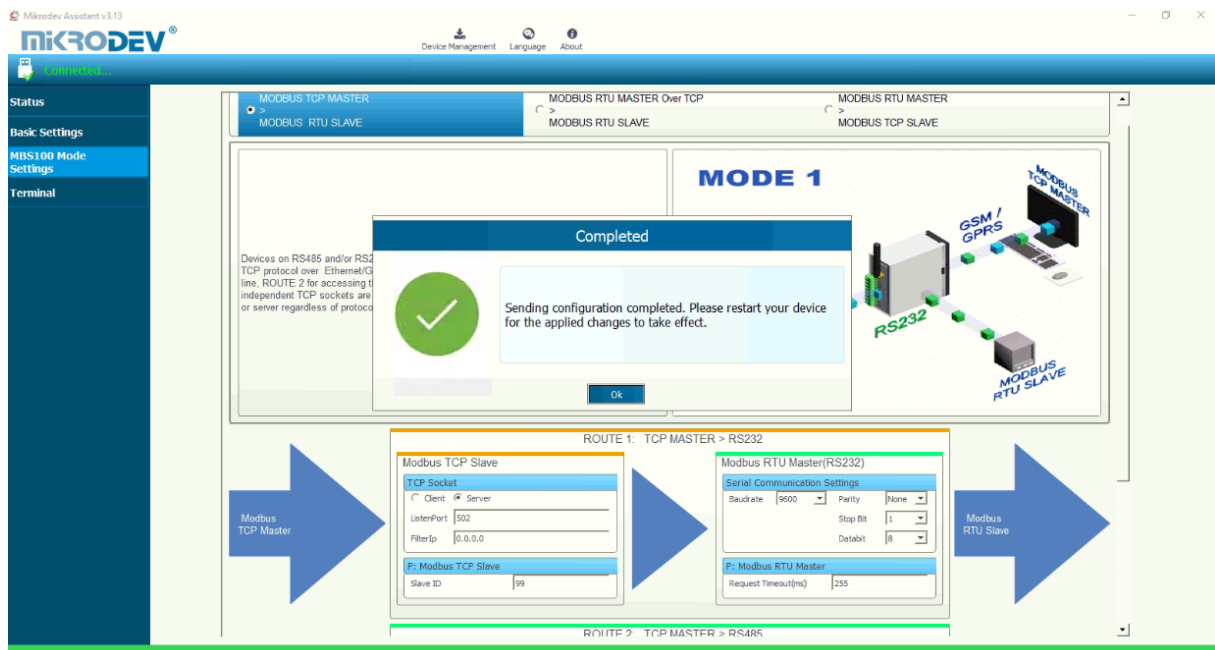 Mikrodev Assistant v3.13
MiKRODEV®
Device Management Language About
Connected...
Status
Basic Settings
MBS100 Mode
Settings
Terminal
MODBUS TCP MASTER
>
MODBUS RTU SLAVE
MODBUS RTU MASTER Over TCP
>
MODBUS RTU SLAVE
MODBUS RTU MASTER
>
MODBUS TCP SLAVE
Devices on RS485 and/or RS2
TCP protocol over Ethernet/G
line, ROUTE 2 for accessing t
independent TCP sockets are
or server regardless of protoco
MODE 1
MODBUS
TCP MASTER
GSM /
GPRS
RS232
MODBUS
RTU SLAVE
Completed
Sending configuration completed. Please restart your device
for the applied changes to take effect.
Ok
ROUTE 1: TCP MASTER > RS232
Modbus
TCP Master
Modbus TCP Slave
TCP Socket
Client Server
ListenPort 502
FilterIp 0.0.0.0
P: Modbus TCP Slave
Slave ID 99
Modbus RTU Master(RS232)
Serial Communication Settings
Baudrate 9600 Parity None
Stop Bit 1
Databit 8
P: Modbus RTU Master
Request Timeout(ms) 255
Modbus
RTU Slave
ROUTE 2: TCP MASTER > RS485